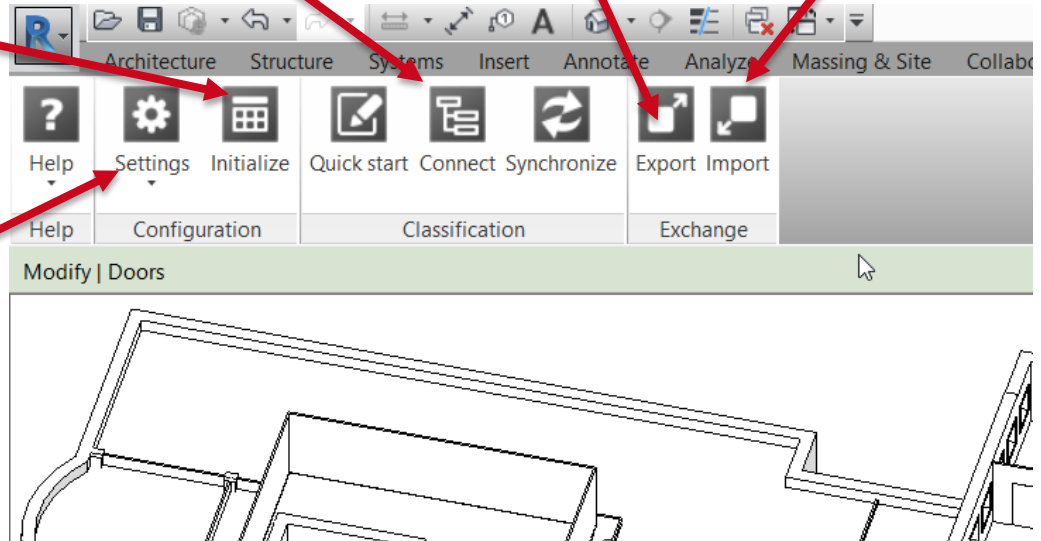 R
A
Architecture Structure Systems Insert Annotate Analyze Massing & Site
?
Help Settings Initialize Quick start Connect Synchronize Export Import
Help Configuration Classification Exchange
Modify | Doors